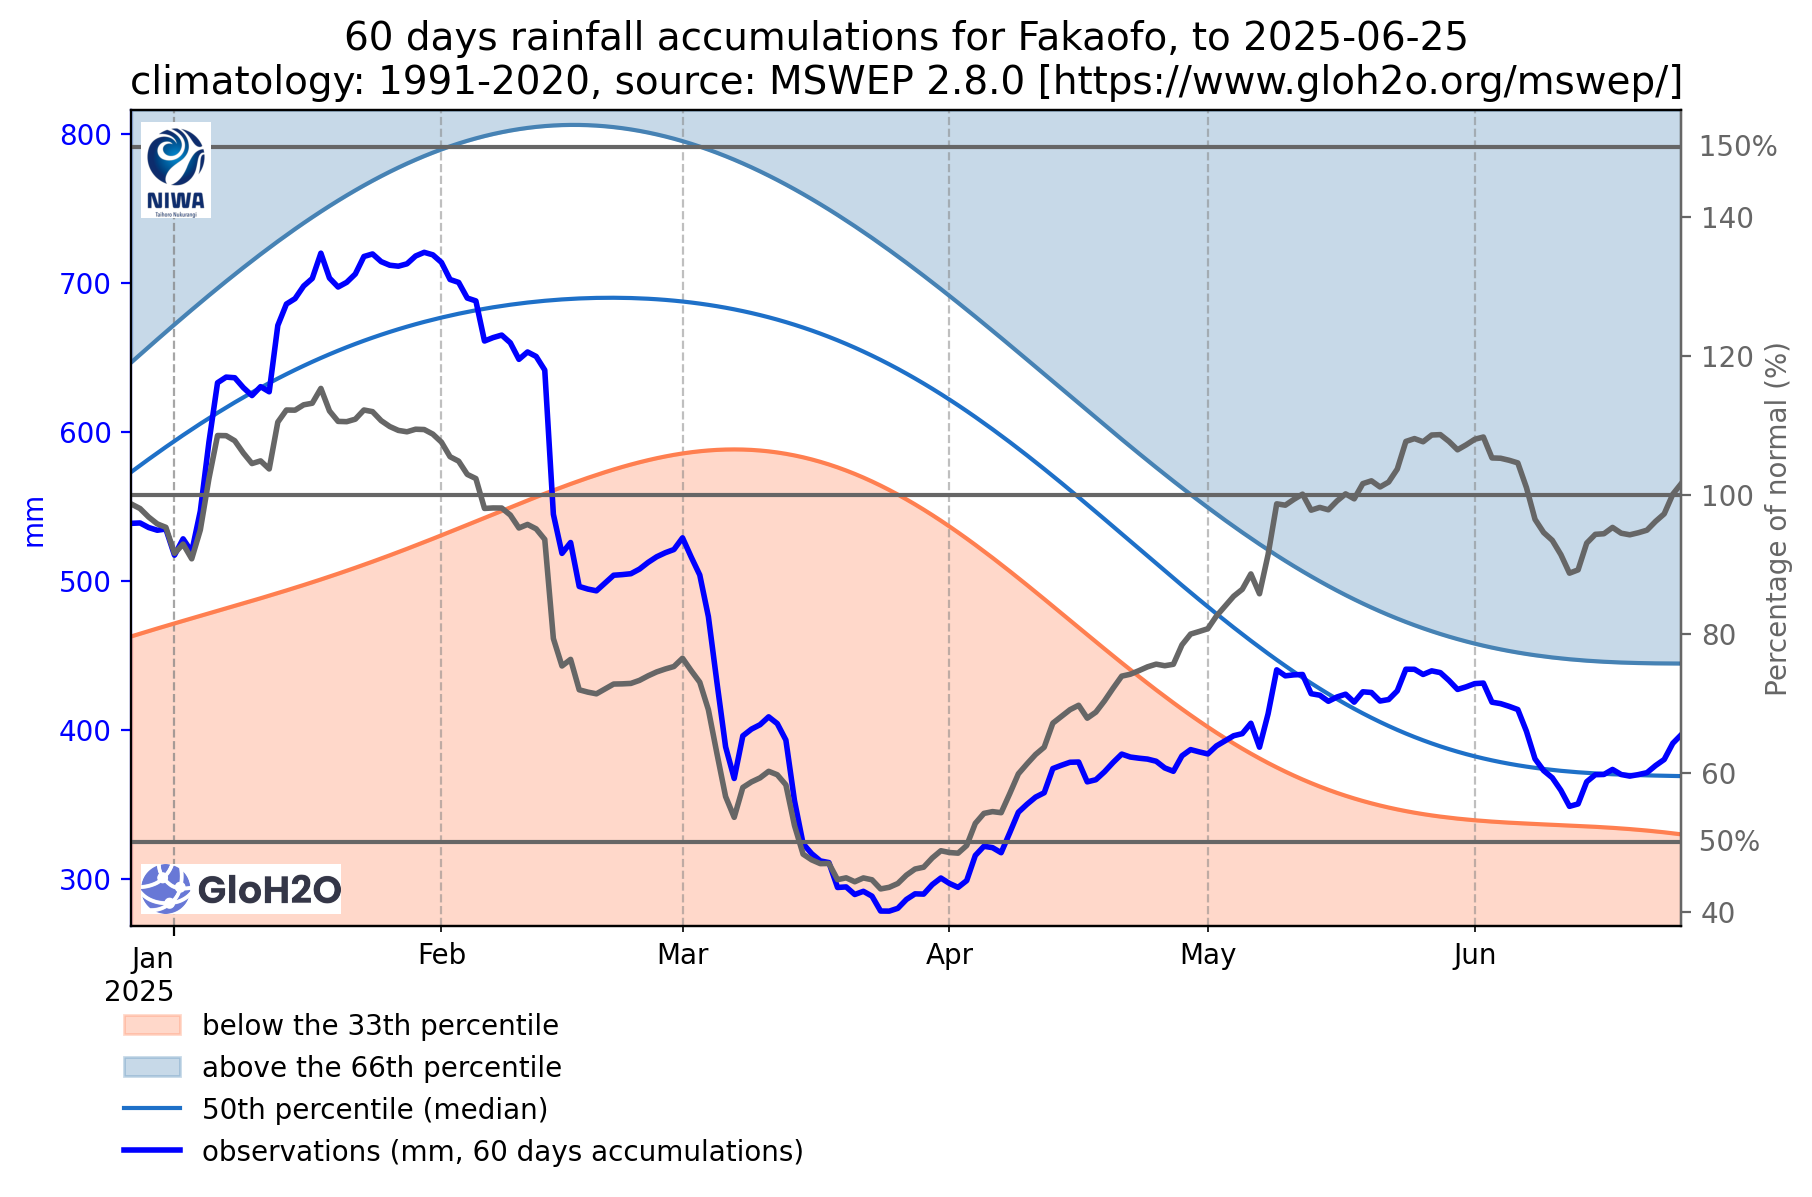 60 days rainfall accumulations for Fakaofo, to 2025-06-25
climatology: 1991-2020, source: MSWEP 2.8.0 [https://www.gloh2o.org/mswep/]
800
700
600
500
400
300
mm
150%
140
120
100
80
60
50%
40
Percentage of normal (%)
NIWA
Taihoro Nukurangi
GloH2O
Jan
2025
Feb
Mar
Apr
May
Jun
below the 33th percentile
above the 66th percentile
50th percentile (median)
observations (mm, 60 days accumulations)